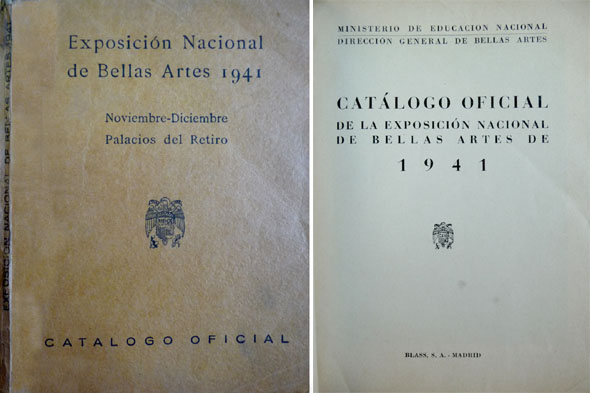 EXPOSICION NACIONAL DE BELLAS ARTES 1941
Exposición Nacional
de Bellas Artes 1941
Noviembre-Diciembre
Palacios del Retiro
CATALOGO OFICIAL
MINISTERIO DE EDUCACION NACIONAL
DIRECCIÓN GENERAL DE BELLAS ARTES
CATÁLOGO OFICIAL
DE LA EXPOSICIÓN NACIONAL
DE BELLAS ARTES DE
1941
BLASS, S. A. - MADRID